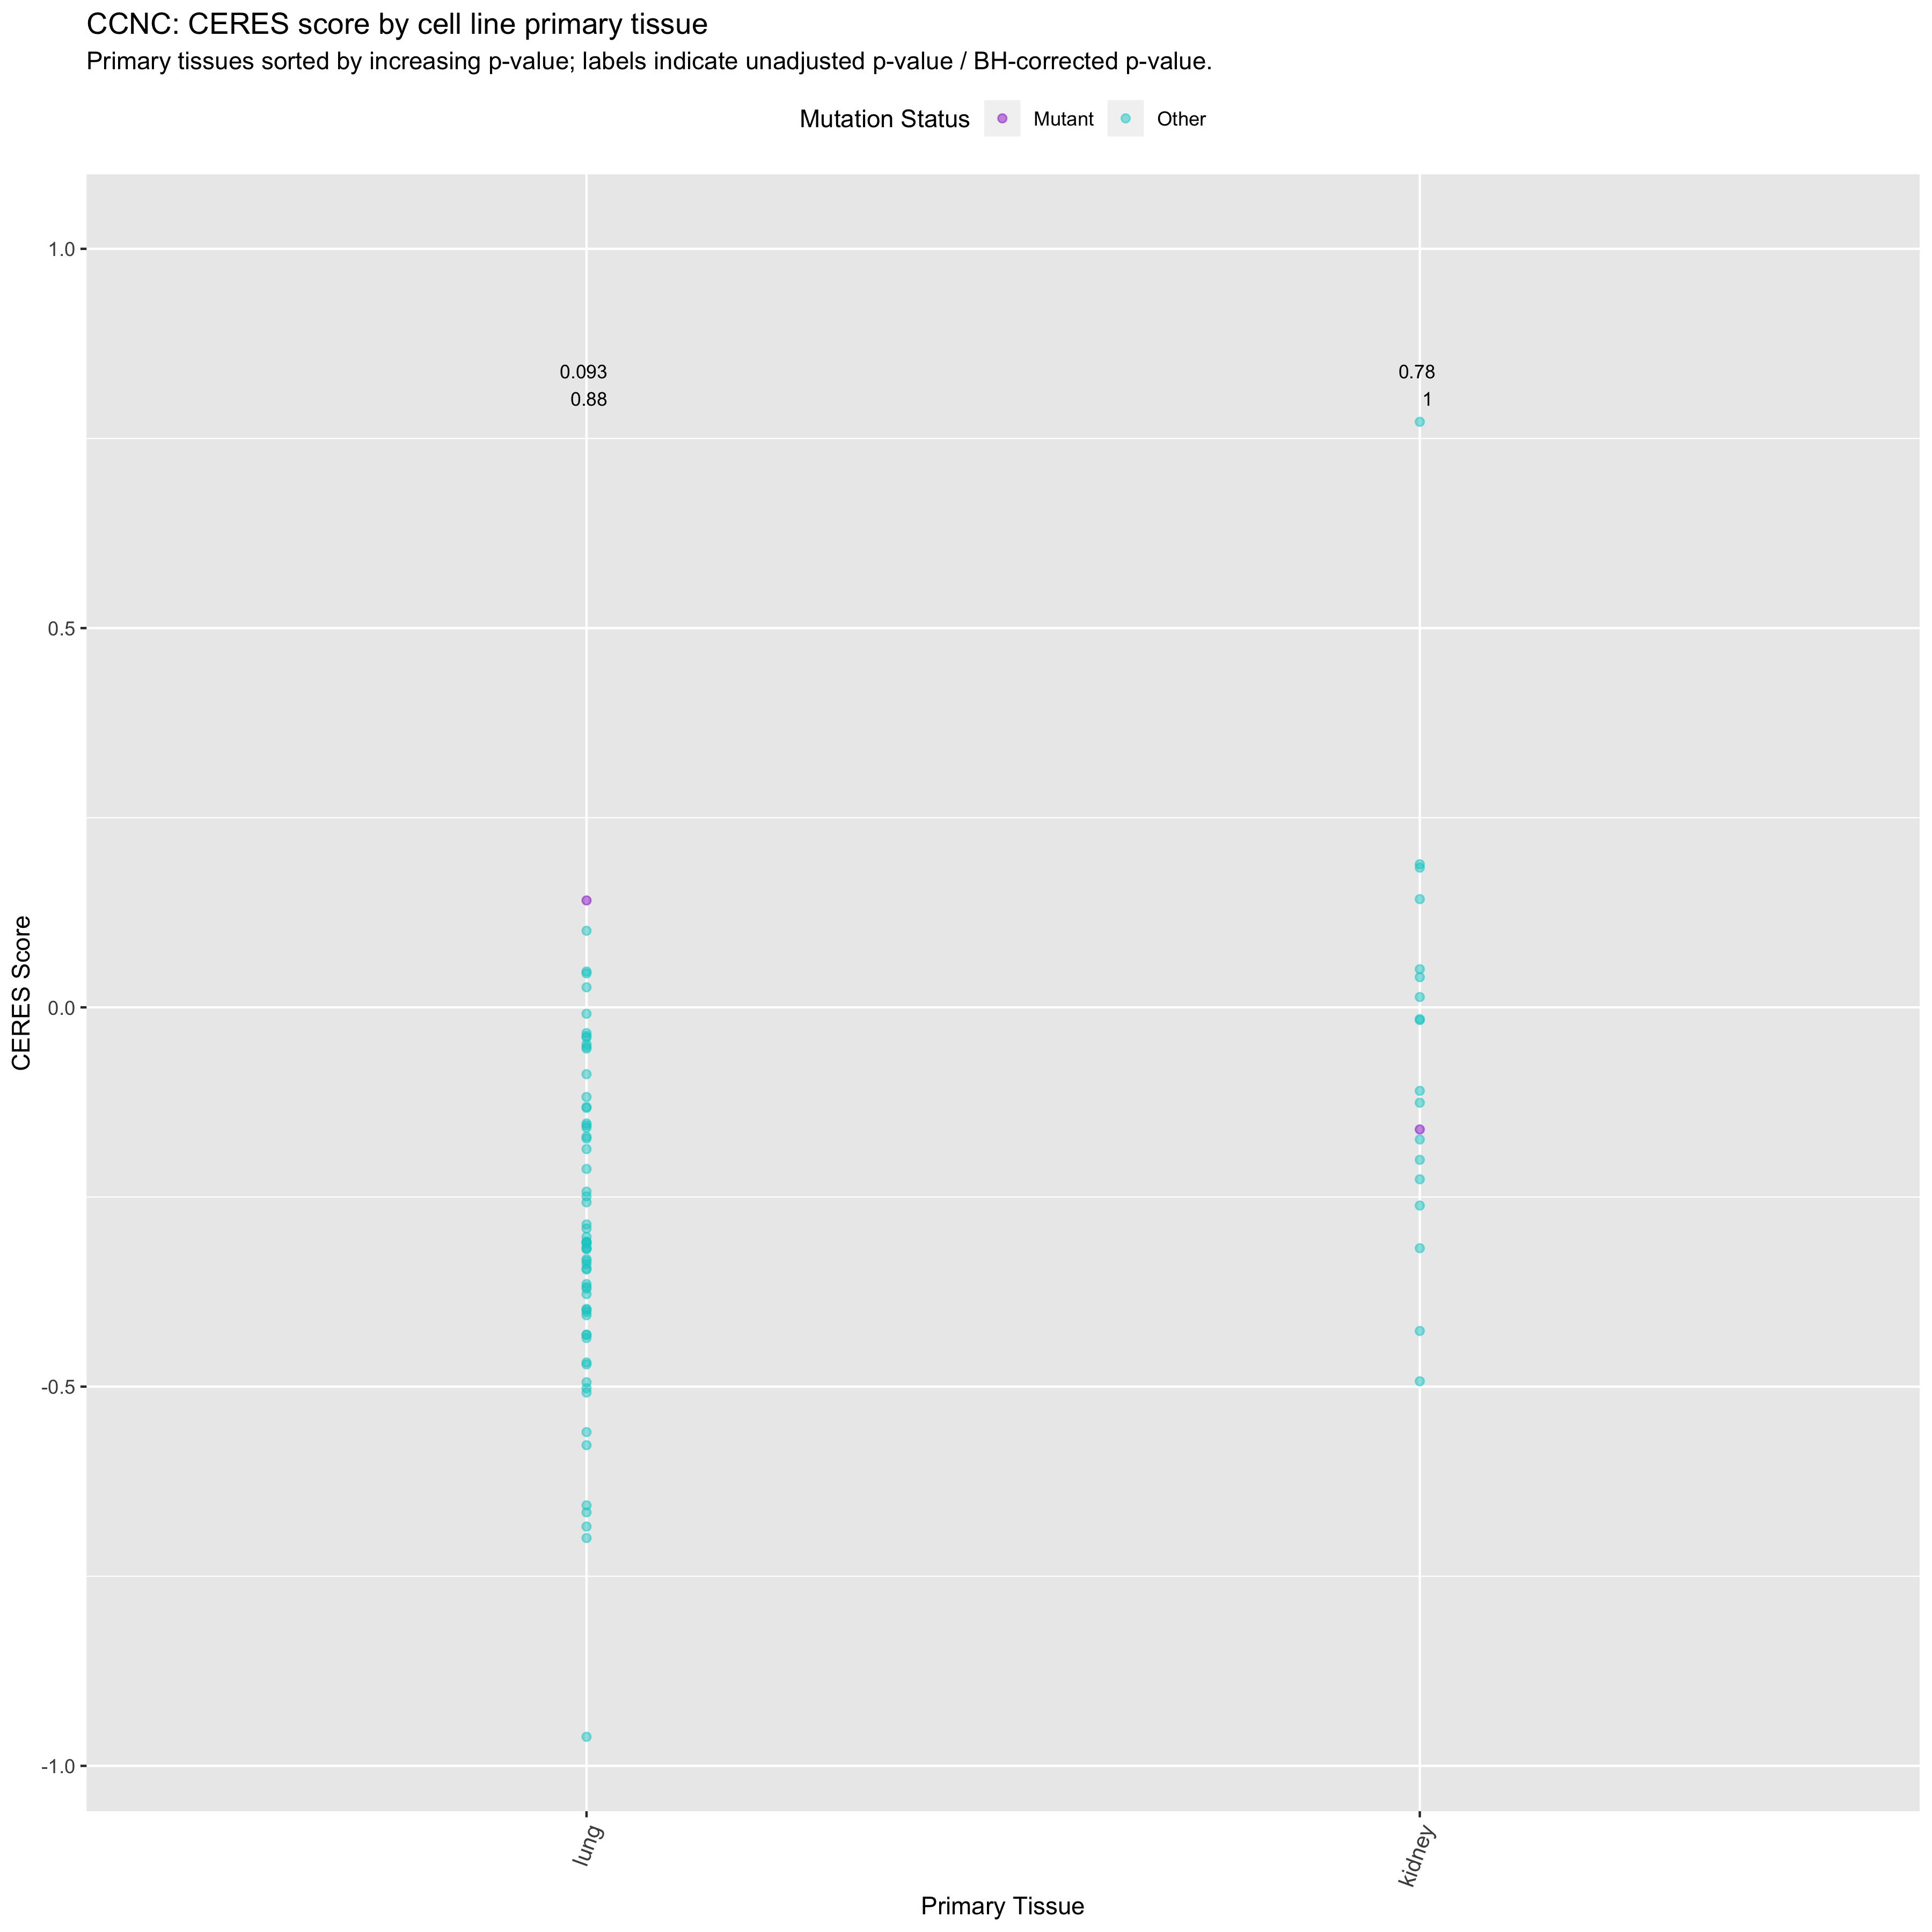 CCNC: CERES score by cell line primary tissue
Primary tissues sorted by increasing p-value; labels indicate unadjusted p-value / BH-corrected p-value.
Mutation Status Mutant Other
1.0
0.093 0.78
0.88 1
0.5
0.0
-0.5
-1.0
CERES Score
lung kidney
Primary Tissue